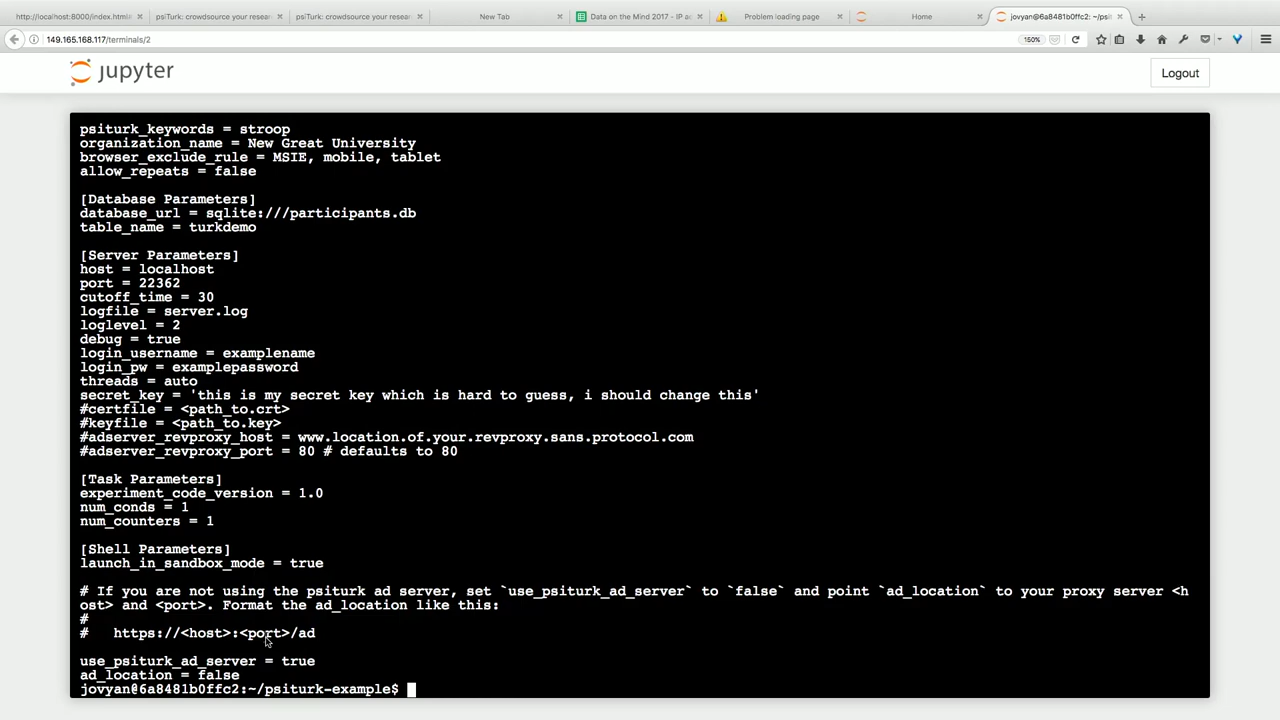 http://localhost:8000/index.html#
psiTurk: crowdsource your resear
psiTurk: crowdsource your resear
New Tab
Data on the Mind 2017 - IP a
Problem loading page
Home
jovyan@6a8481b0ffc2: ~/psit
149.165.168.117/terminals/2
150%
jupyter
Logout
psiturk_keywords = stroop
organization_name = New Great University
browser_exclude_rule = MSIE, mobile, tablet
allow_repeats = false
[Database Parameters]
database_url = sqlite:///participants.db
table_name = turkdemo
[Server Parameters]
host = localhost
port = 22362
cutoff_time = 30
logfile = server.log
loglevel = 2
debug = true
login_username = examplename
login_pw = examplepassword
threads = auto
secret_key = 'this is my secret key which is hard to guess, i should change this'
#certfile = <path_to.crt>
#keyfile = <path_to.key>
#adserver_revproxy_host = www.location.of.your.revproxy.sans.protocol.com
#adserver_revproxy_port = 80 # defaults to 80
[Task Parameters]
experiment_code_version = 1.0
num_conds = 1
num_counters = 1
[Shell Parameters]
launch_in_sandbox_mode = true
# If you are not using the psiturk ad server, set `use_psiturk_ad_server` to `false` and point `ad_location` to your proxy server <h
ost> and <port>. Format the ad_location like this:
#
#   https://<host>:<port>/ad
use_psiturk_ad_server = true
ad_location = false
jovyan@6a8481b0ffc2:~/psiturk-example$